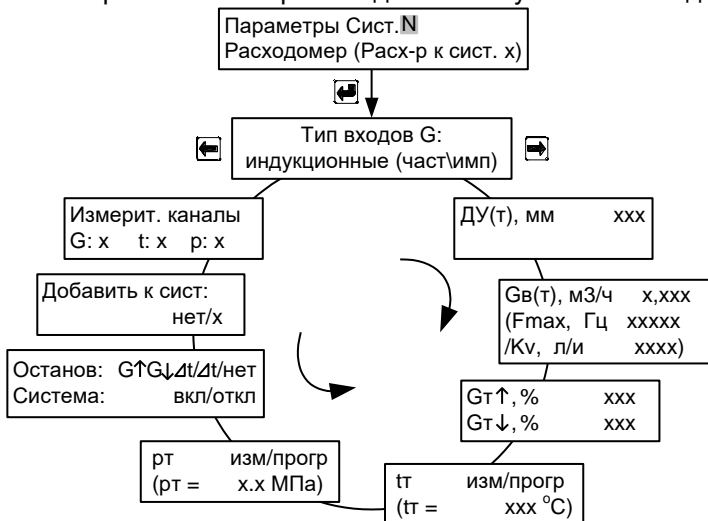 Параметры Сист.N
Расходомер (Расх-р к сист. x)
Тип входов G:
индукционные (част\имп)
Измерит. каналы
G: x t: x p: x
ДУ(т), мм xxx
Добавить к сист:
нет/x
Gв(т), м3/ч x,xxx
(Fmax, Гц xxxxx
/Kv, л/и xxxx)
Останов: G↑G↓⊿t/⊿t/нет
Система: вкл/откл
Gт↑,% xxx
Gт↓,% xxx
pт изм/прогр
(pт = x.x МПа)
tт изм/прогр
(tт = xxx °C)